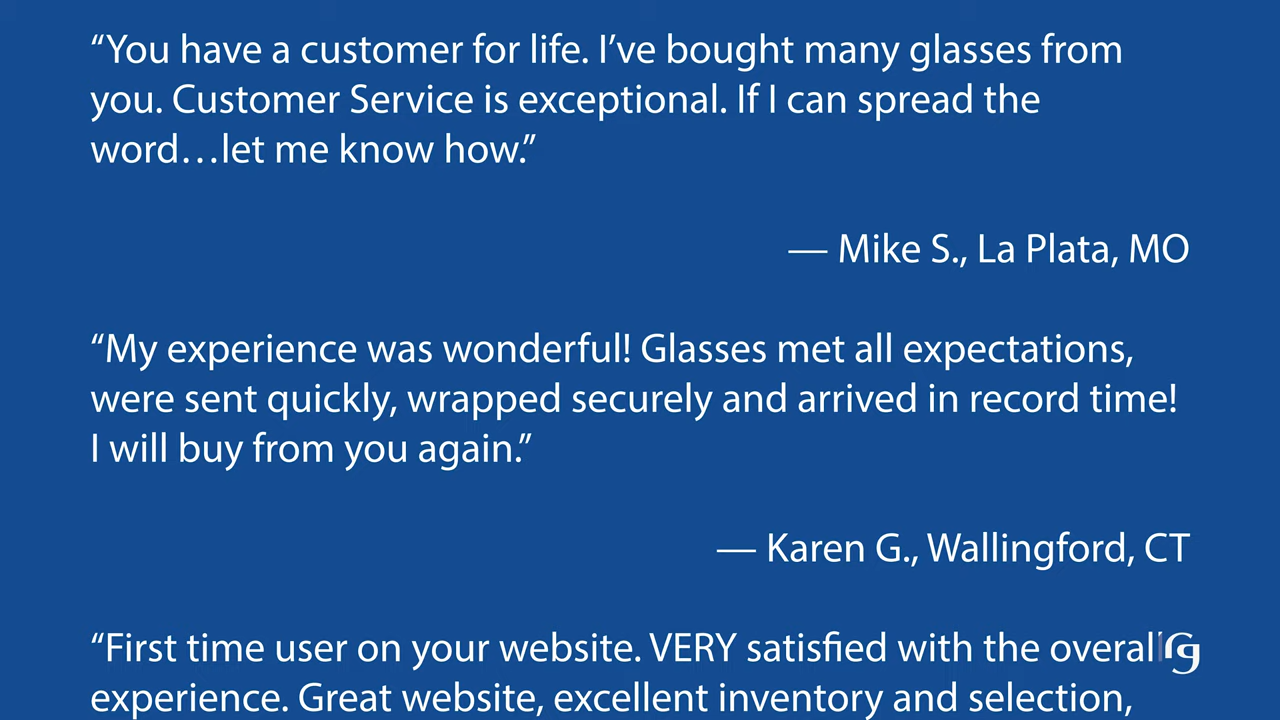 “You have a customer for life. I’ve bought many glasses from
you. Customer Service is exceptional. If I can spread the
word…let me know how.”
— Mike S., La Plata, MO
“My experience was wonderful! Glasses met all expectations,
were sent quickly, wrapped securely and arrived in record time!
I will buy from you again.”
— Karen G., Wallingford, CT
“First time user on your website. VERY satisfied with the overall
rg
experience. Great website, excellent inventory and selection,